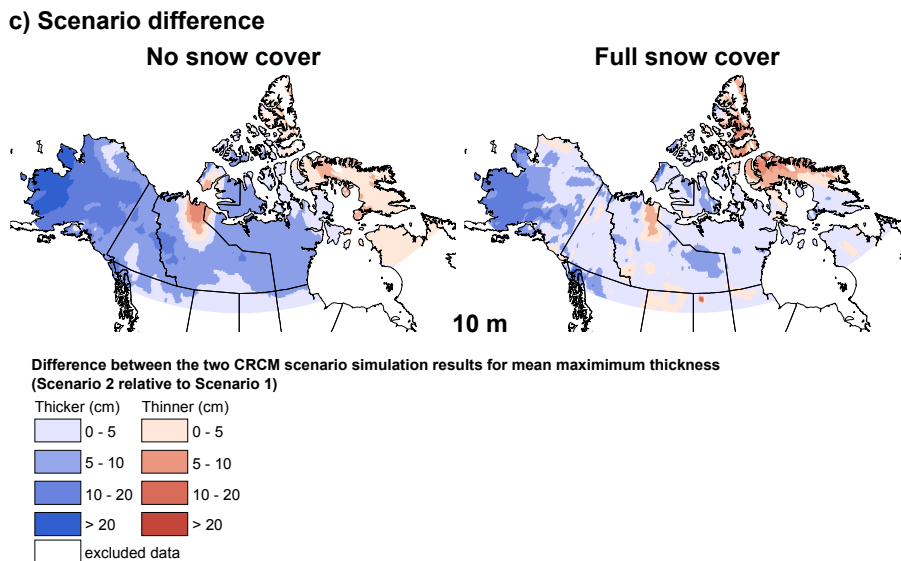 c) Scenario difference
No snow cover
Full snow cover
10 m
Difference between the two CRCM scenario simulation results for mean maximimum thickness
(Scenario 2 relative to Scenario 1)
Thicker (cm) Thinner (cm)
0 - 5 0 - 5
5 - 10 5 - 10
10 - 20 10 - 20
> 20 > 20
excluded data